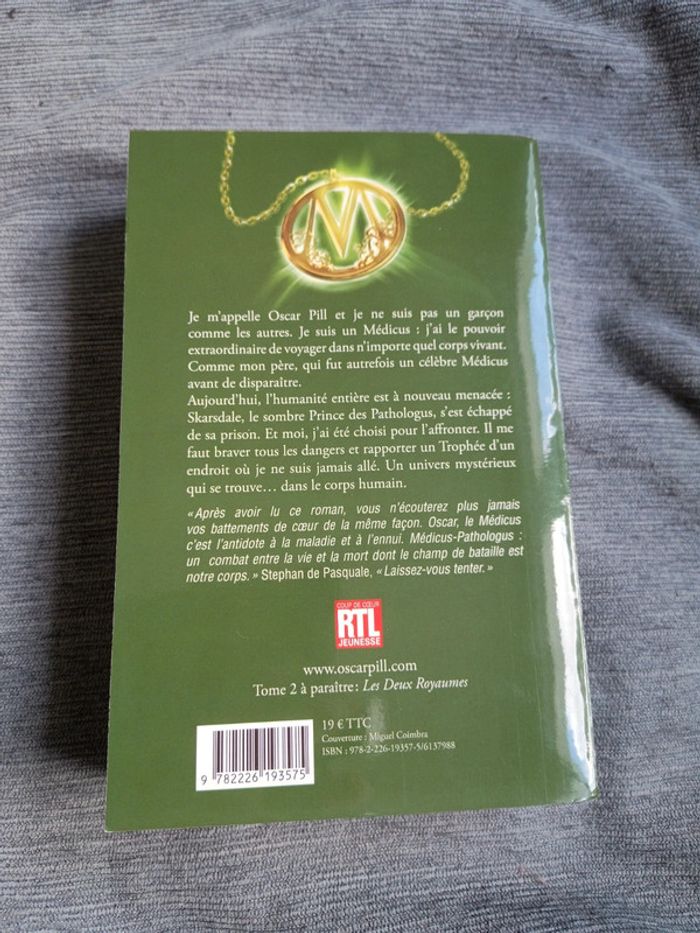 M
Je m'appelle Oscar Pill et je ne suis pas un garçon
comme les autres. Je suis un Médicus : j'ai le pouvoir
extraordinaire de voyager dans n'importe quel corps vivant.
Comme mon père, qui fut autrefois un célèbre Médicus
avant de disparaître.
Aujourd'hui, l'humanité entière est à nouveau menacée :
Skarsdale, le sombre Prince des Pathologus, s'est échappé
de sa prison. Et moi, j'ai été choisi pour l'affronter. Il me
faut braver tous les dangers et rapporter un Trophée d'un
endroit où je ne suis jamais allé. Un univers mystérieux
qui se trouve… dans le corps humain.
« Après avoir lu ce roman, vous n'écouterez plus jamais
vos battements de cœur de la même façon. Oscar, le Médicus
c'est l'antidote à la maladie et à l'ennui. Médicus-Pathologus :
un combat entre la vie et la mort dont le champ de bataille est
notre corps. » Stephan de Pasquale, « Laissez-vous tenter. »
COUP DE CŒUR
RTL
JEUNESSE
www.oscarpill.com
Tome 2 à paraître : Les Deux Royaumes
19 € TTC
Couverture : Miguel Coimbra
ISBN : 978-2-226-19357-5/6137988
9 782226 193575